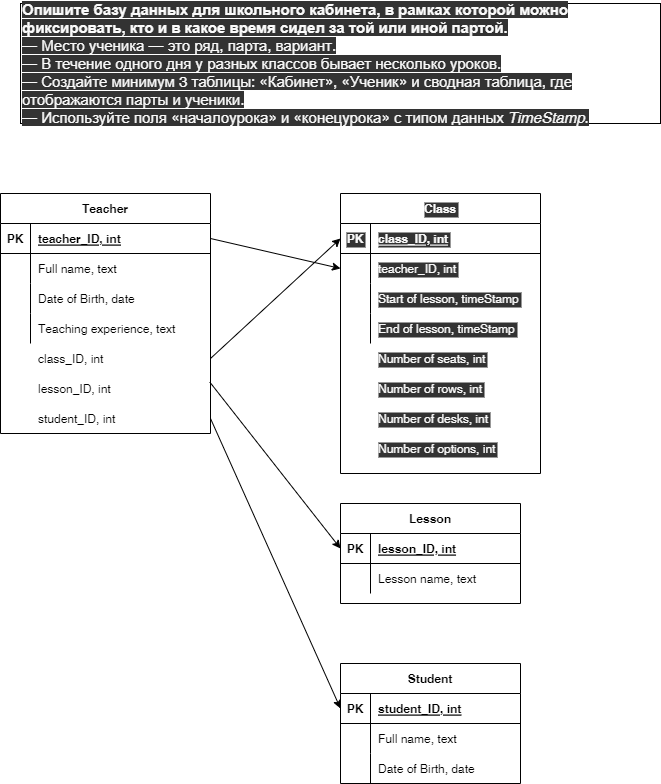 Опишите базу данных для школьного кабинета, в рамках которой можно
фиксировать, кто и в какое время сидел за той или иной партой.
— Место ученика — это ряд, парта, вариант.
— В течение одного дня у разных классов бывает несколько уроков.
— Создайте минимум 3 таблицы: «Кабинет», «Ученик» и сводная таблица, где
отображаются парты и ученики.
— Используйте поля «началоурока» и «конецурока» с типом данных TimeStamp.
Teacher
PK teacher_ID, int
Full name, text
Date of Birth, date
Teaching experience, text
class_ID, int
lesson_ID, int
student_ID, int
Class
PK class_ID, int
teacher_ID, int
Start of lesson, timeStamp
End of lesson, timeStamp
Number of seats, int
Number of rows, int
Number of desks, int
Number of options, int
Lesson
PK lesson_ID, int
Lesson name, text
Student
PK student_ID, int
Full name, text
Date of Birth, date